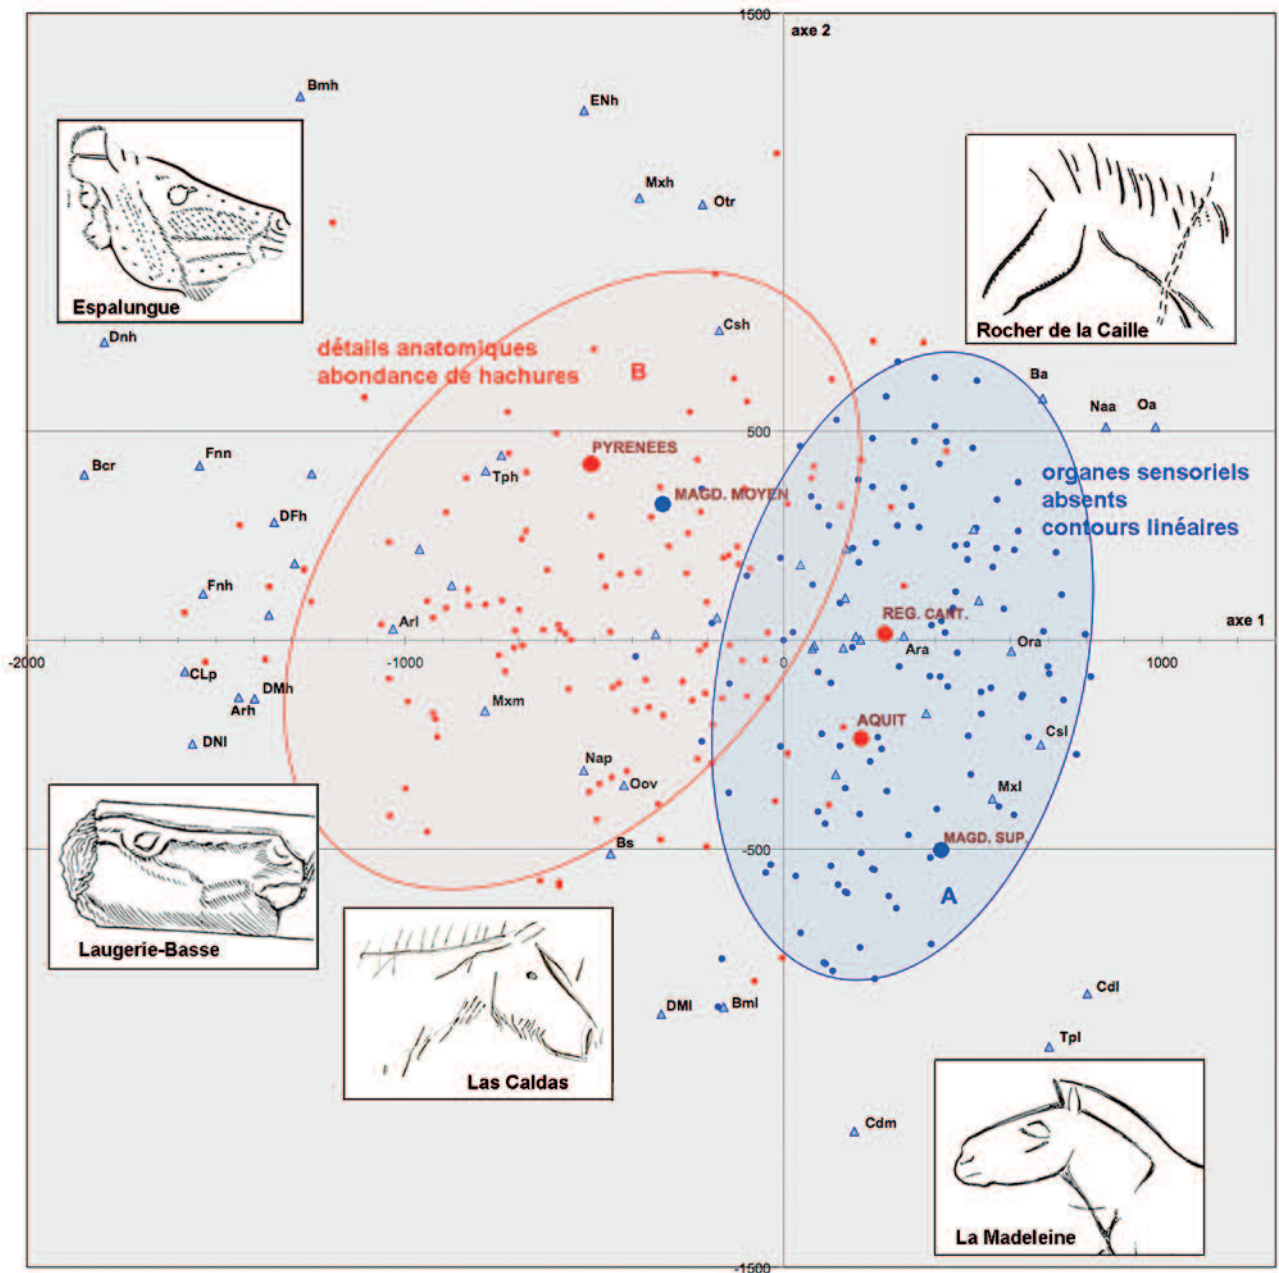 1500
axe 2
Bmh
ENh
Mxh
Otr
Espalungue
Rocher de la Caille
Dnh
Csh
détails anatomiques
abondance de hachures
B
Ba
Naa
Oa
500
PYRENEES
Bcr
Fnn
Tph
organes sensoriels
absents
contours linéaires
MAGD. MOYEN
DFh
Fnh
REG. CANT.
Arl
Ara
Ora
axe 1
-2000
-1000
0
1000
CLp
DMh
Arh
Mxm
AQUIT
DNl
Csl
Nap
Oov
Mxl
Bs
-500
MAGD. SUP.
A
Laugerie-Basse
Las Caldas
DMl
Bml
Cdl
Tpl
Cdm
La Madeleine
-1500